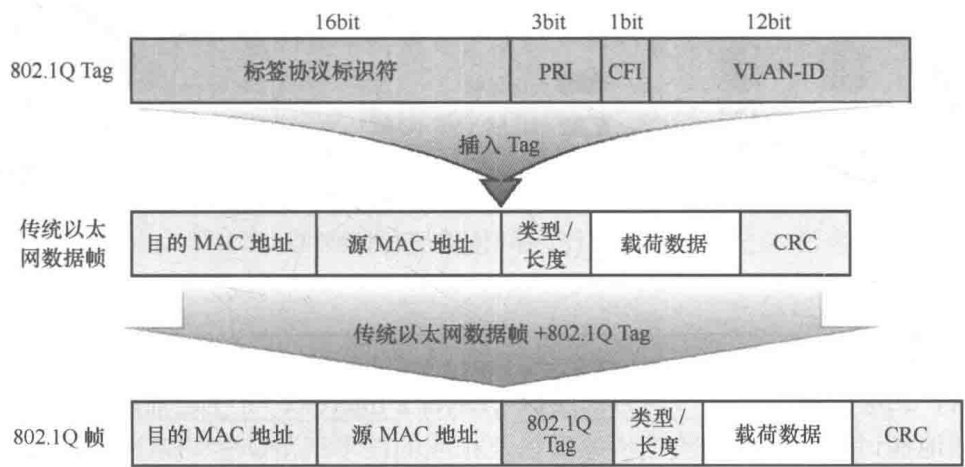 16bit 3bit 1bit 12bit
802.1Q Tag 标签协议标识符 PRI CFI VLAN-ID
插入 Tag
传统以太
网数据帧
目的 MAC 地址 源 MAC 地址 类型 /
长度 载荷数据 CRC
传统以太网数据帧 +802.1Q Tag
802.1Q 帧 目的 MAC 地址 源 MAC 地址 802.1Q
Tag 类型 /
长度 载荷数据 CRC